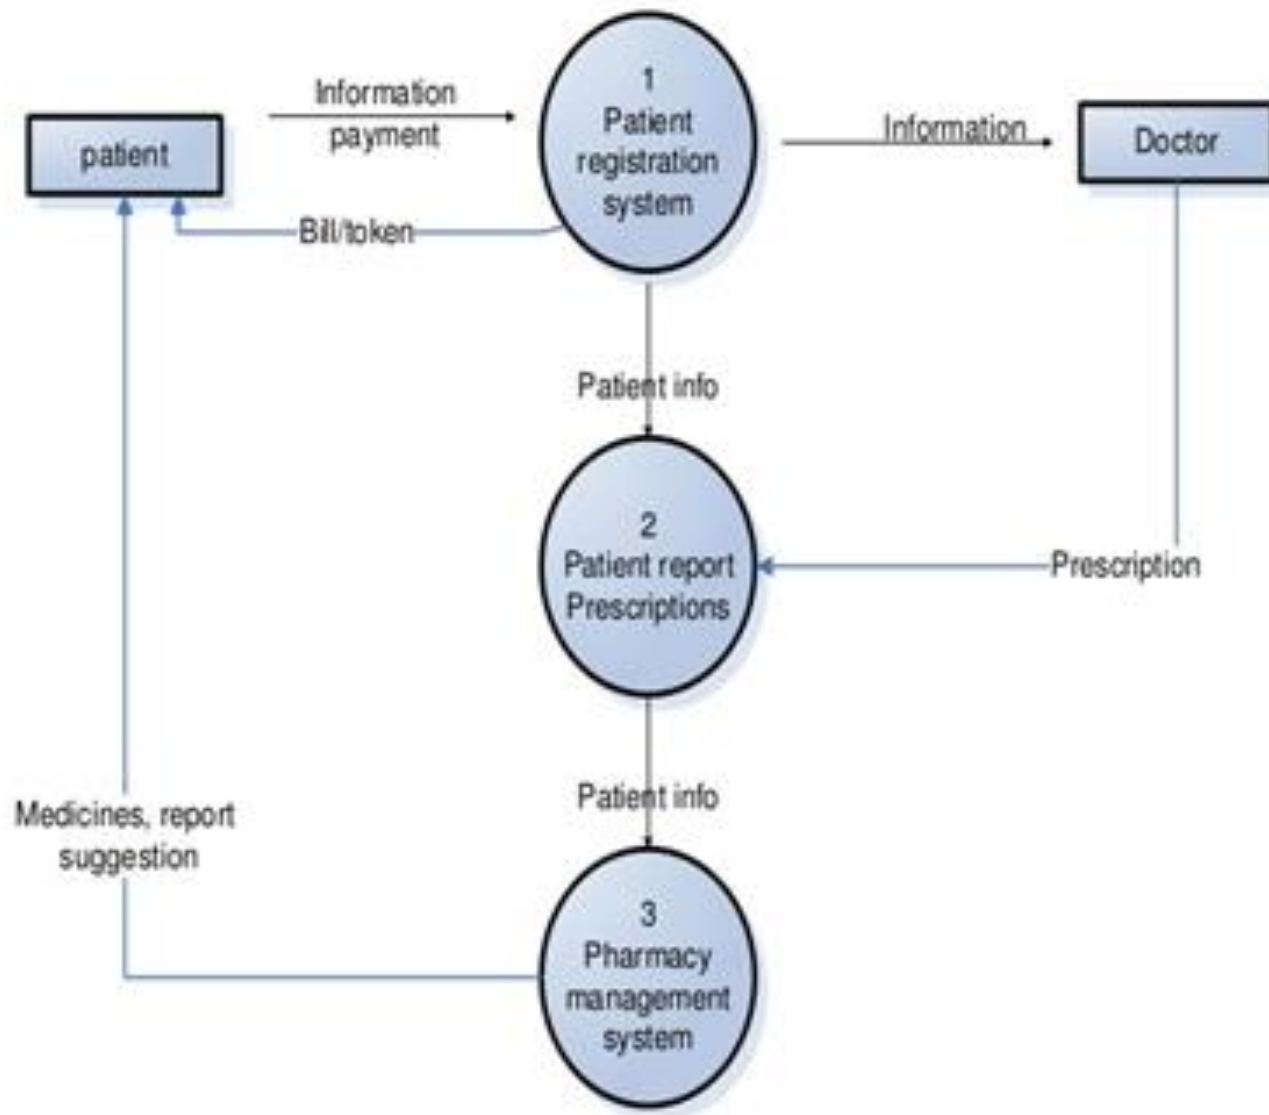 1
Patient
registration
system
Information
payment
patient
Information
Doctor
Bill/token
Patient info
2
Patient report
Prescriptions
Prescription
Patient info
Medicines, report
suggestion
3
Pharmacy
management
system